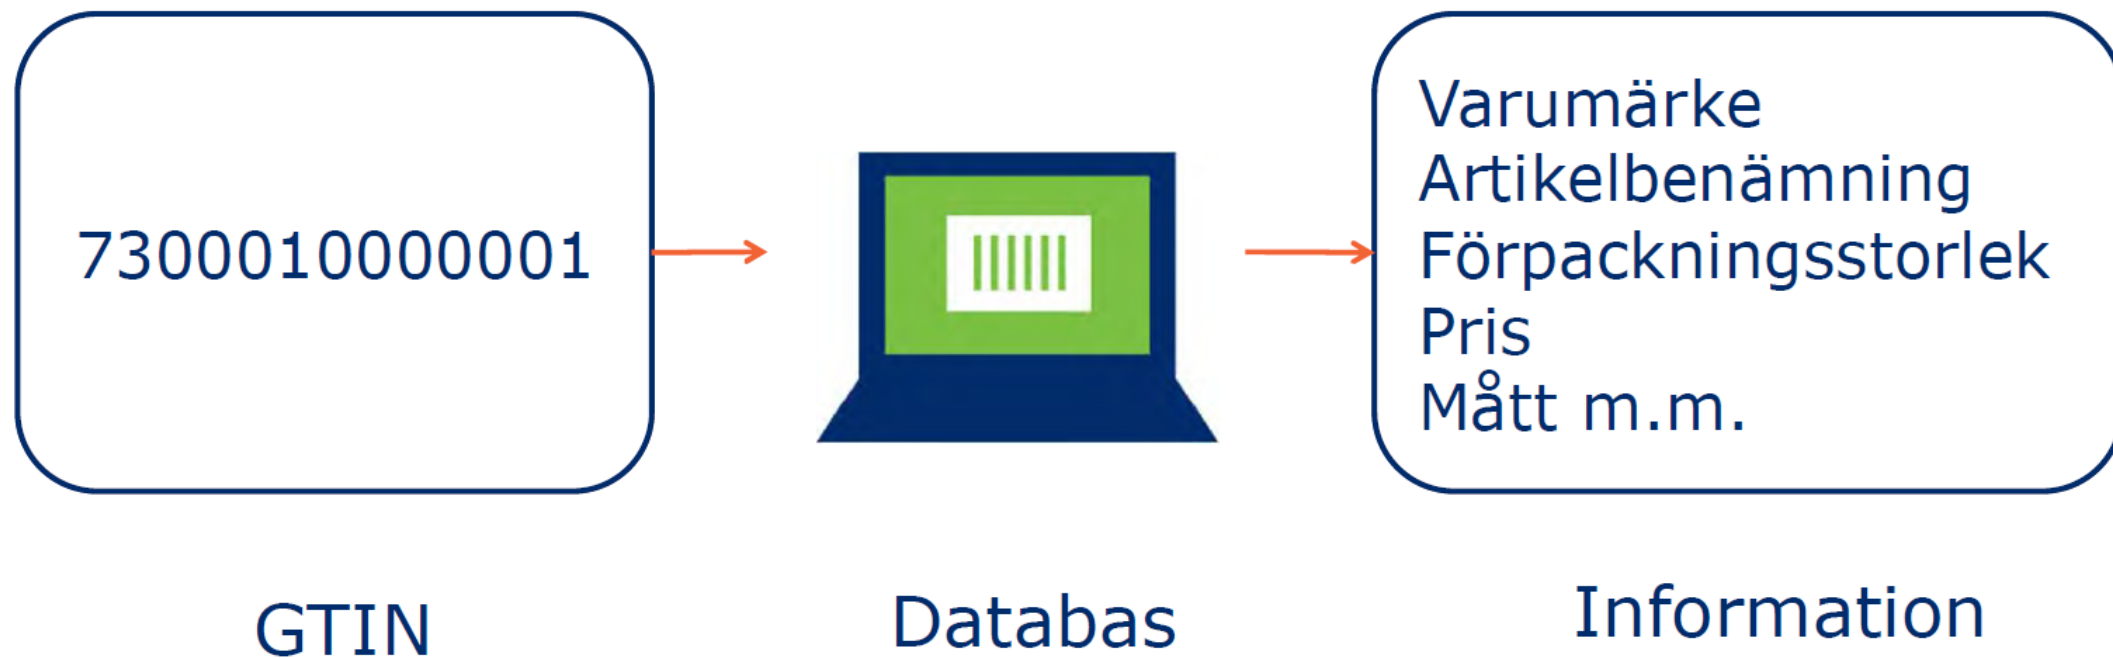 7300010000001
Varumärke
Artikelbenämning
Förpackningsstorlek
Pris
Mått m.m.
GTIN
Databas
Information